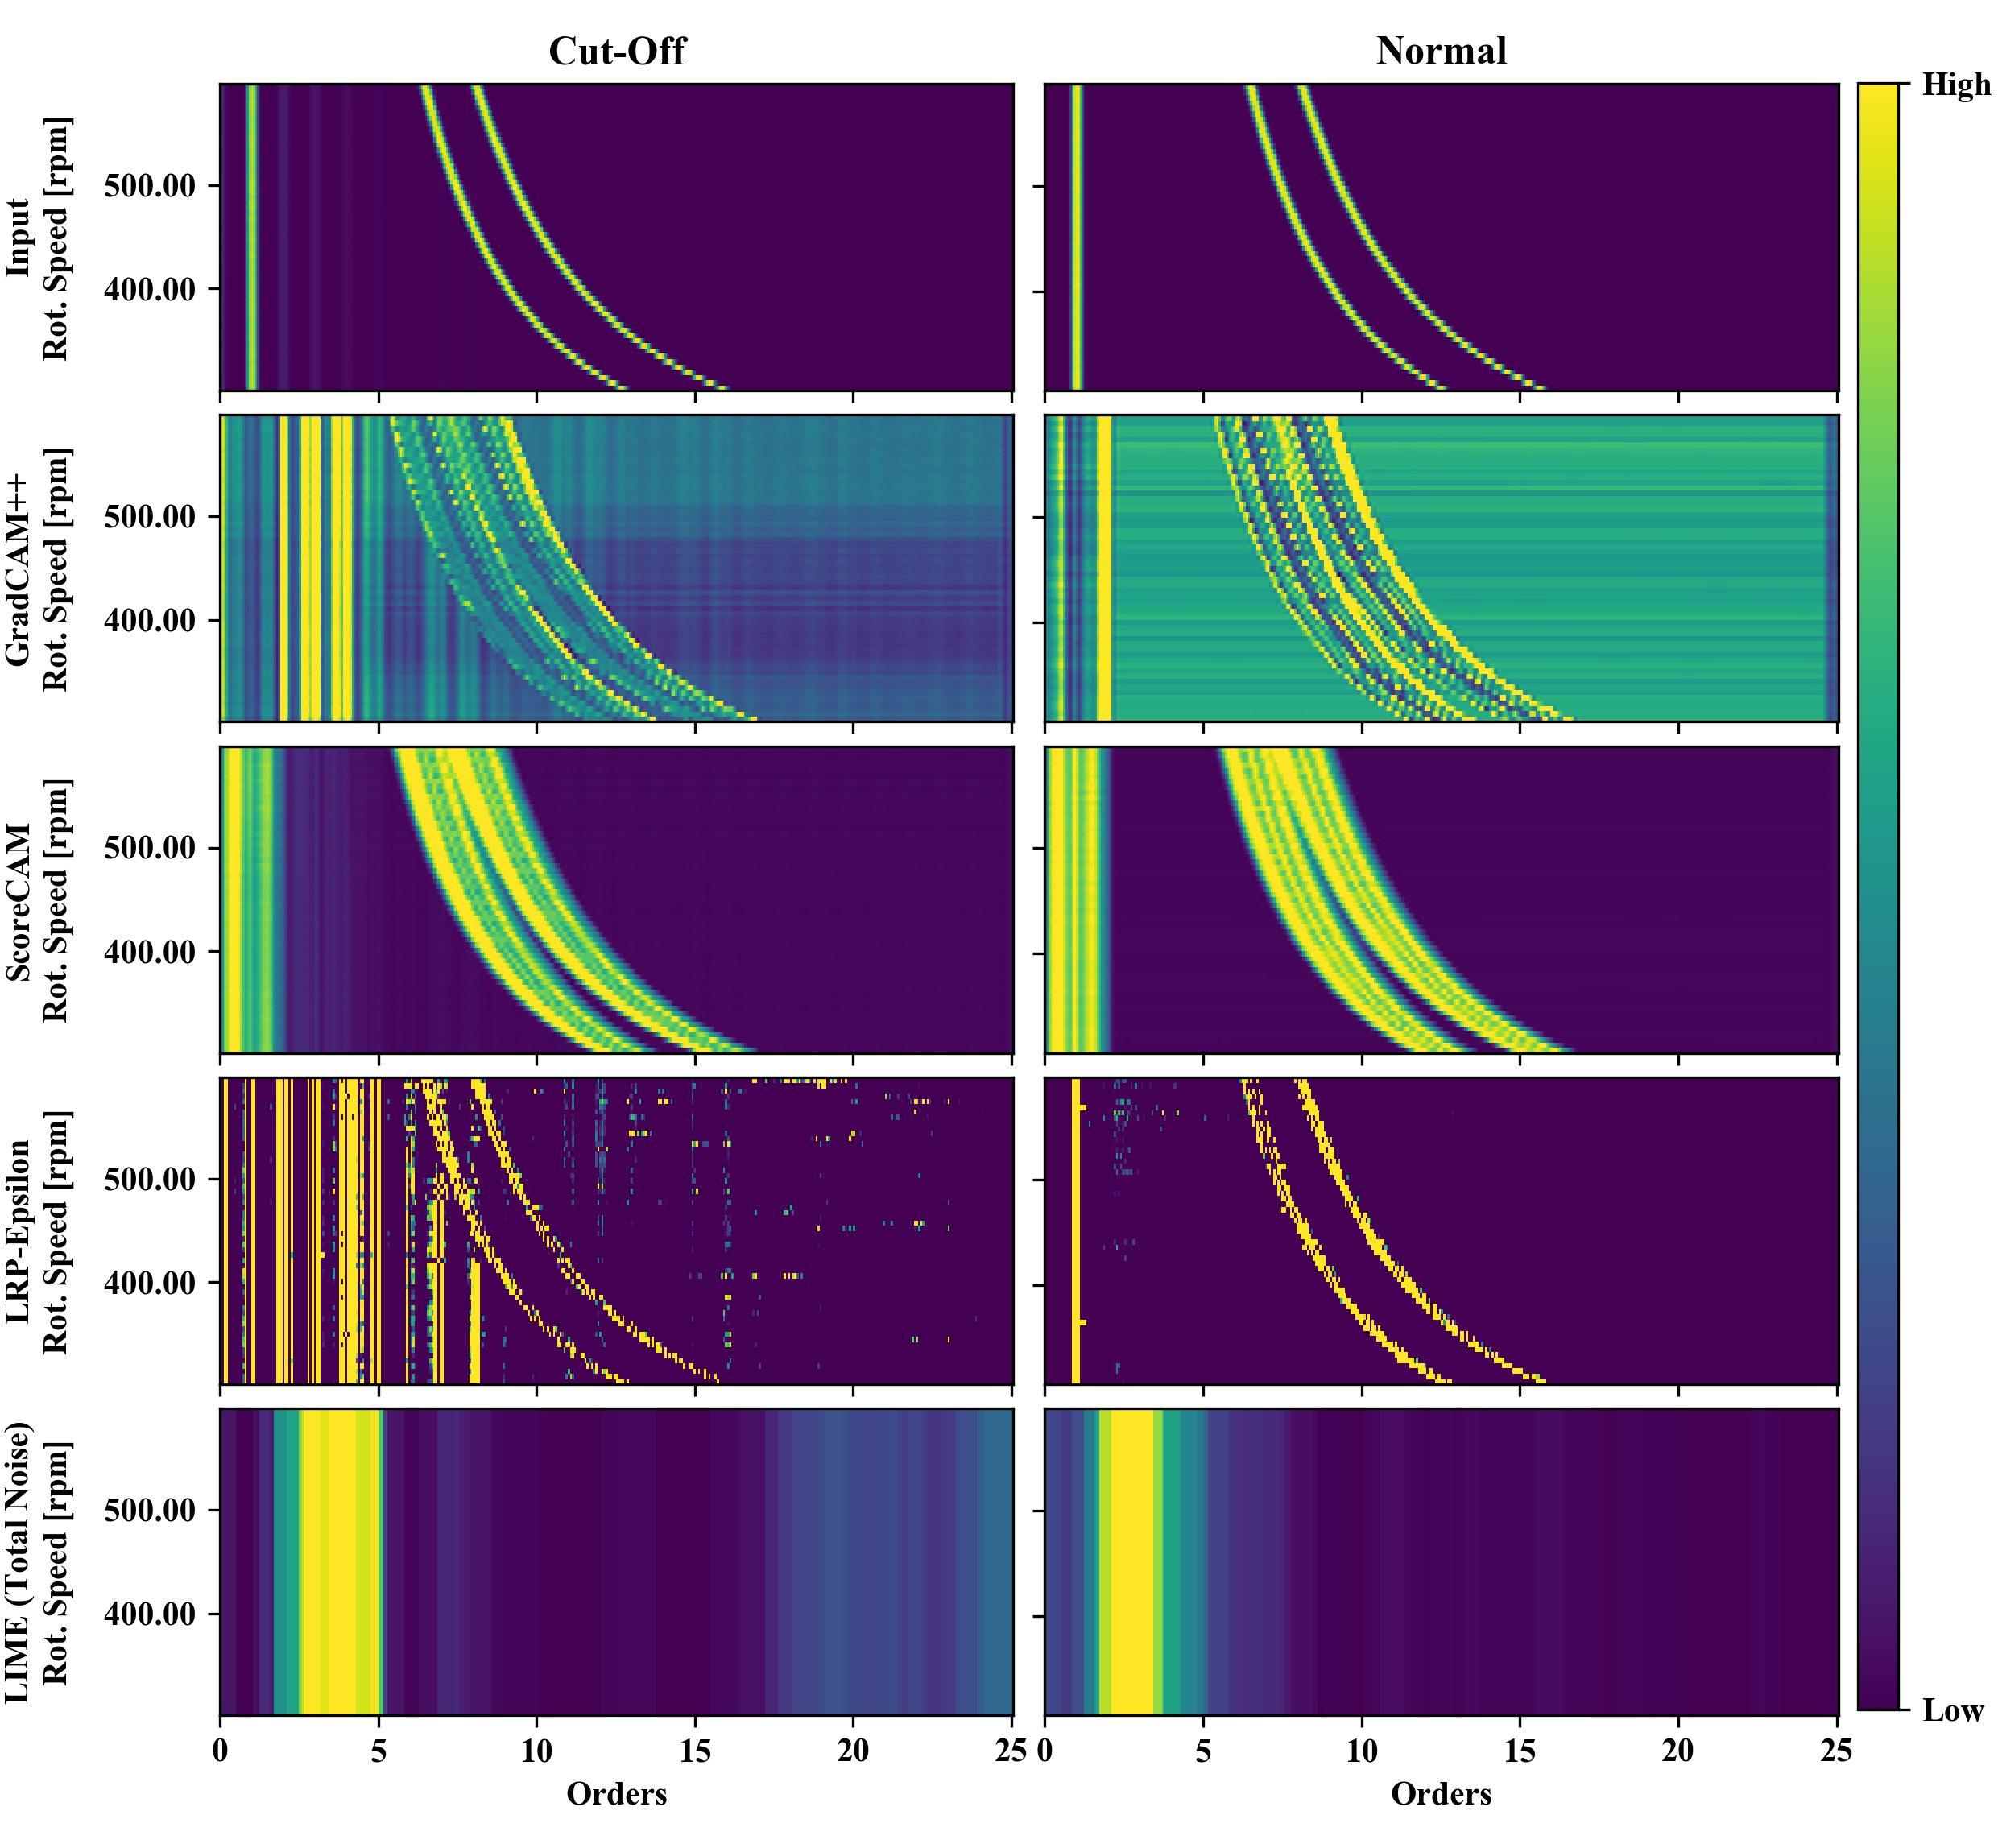 Cut-Off
Normal
High
Input
Rot. Speed [rpm]
500.00
400.00
GradCAM++
Rot. Speed [rpm]
500.00
400.00
ScoreCAM
Rot. Speed [rpm]
500.00
400.00
LRP-Epsilon
Rot. Speed [rpm]
500.00
400.00
LIME (Total Noise)
Rot. Speed [rpm]
500.00
400.00
Low
0 5 10 15 20 25
0 5 10 15 20 25
Orders
Orders